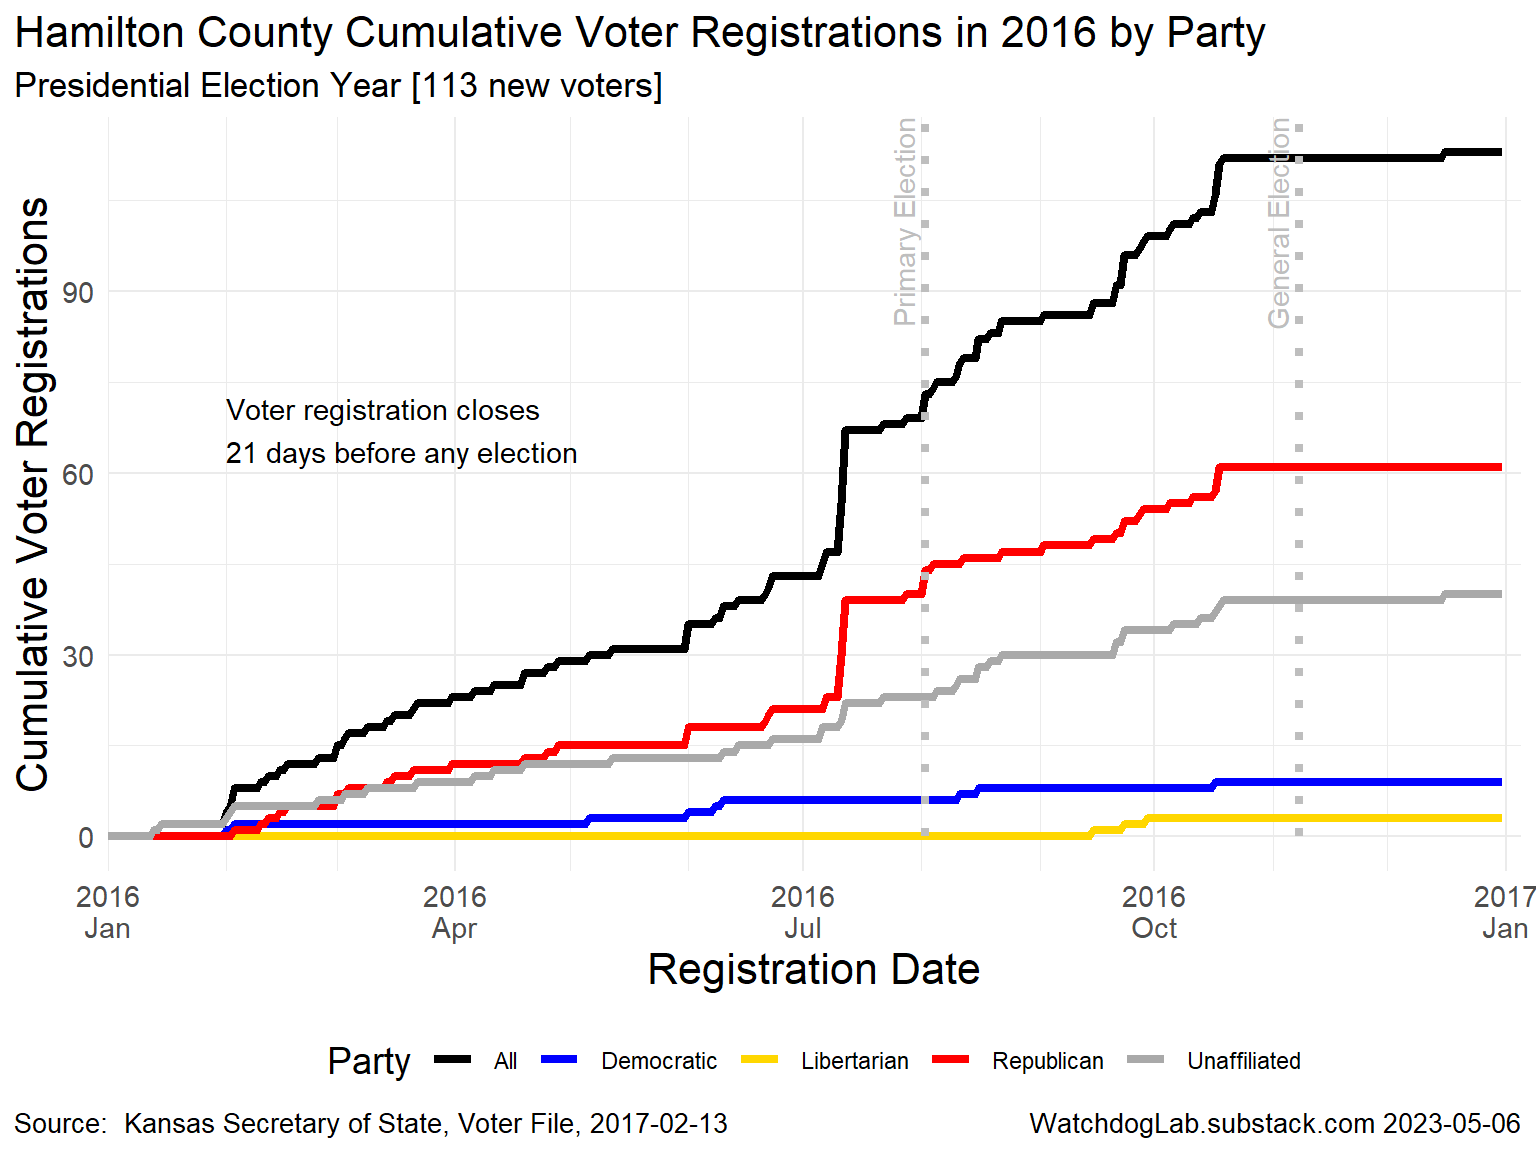 Hamilton County Cumulative Voter Registrations in 2016 by Party
Presidential Election Year [113 new voters]
Cumulative Voter Registrations
90
60
30
0
Voter registration closes
21 days before any election
Primary Election
General Election
2016 2016 2016 2016 2017
Jan Apr Jul Oct Jan
Registration Date
Party All Democratic Libertarian Republican Unaffiliated
Source:  Kansas Secretary of State, Voter File, 2017-02-13
WatchdogLab.substack.com 2023-05-06